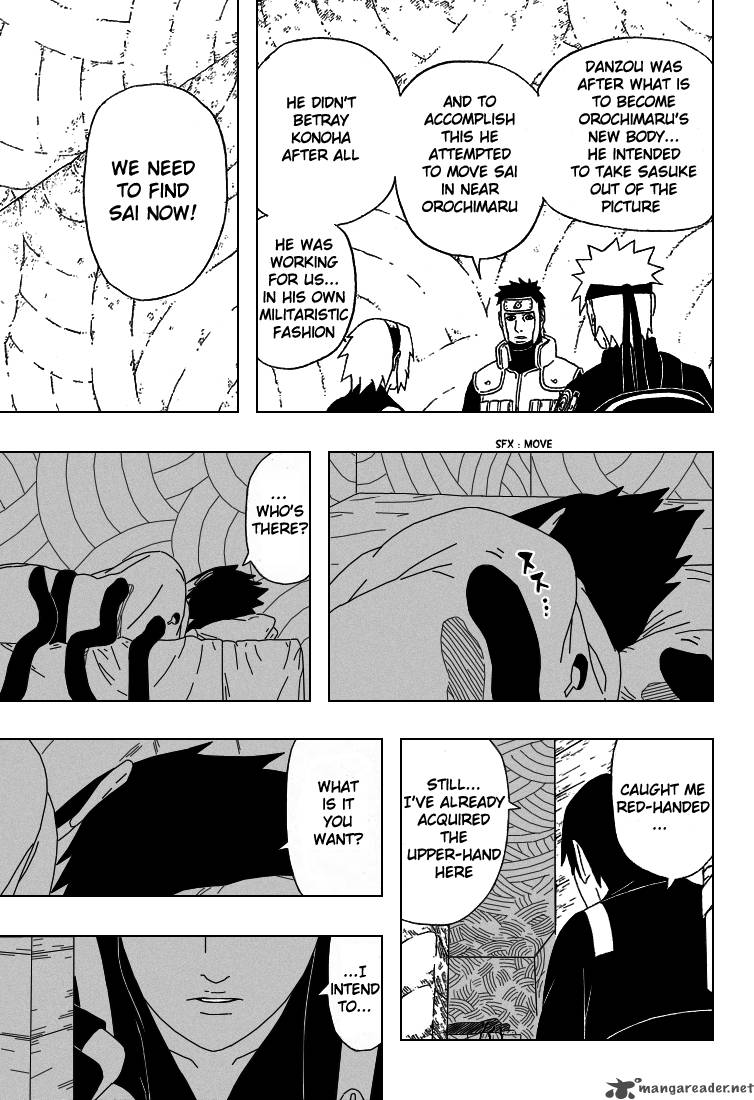 DANZOU WAS
AFTER WHAT IS
TO BECOME
OROCHIMARU'S
NEW BODY...
HE INTENDED
TO TAKE SASUKE
OUT OF THE
PICTURE
AND TO
ACCOMPLISH
THIS HE
ATTEMPTED
TO MOVE SAI
IN NEAR
OROCHIMARU
HE DIDN'T
BETRAY
KONOHA
AFTER ALL
HE WAS
WORKING
FOR US...
IN HIS OWN
MILITARISTIC
FASHION
WE NEED
TO FIND
SAI NOW!
SFX : MOVE
スス...
...
WHO'S
THERE?
CAUGHT ME
RED-HANDED
...
STILL...
I'VE ALREADY
ACQUIRED
THE
UPPER-HAND
HERE
WHAT
IS IT
YOU
WANT?
...I
INTEND
TO...
mangareader.net